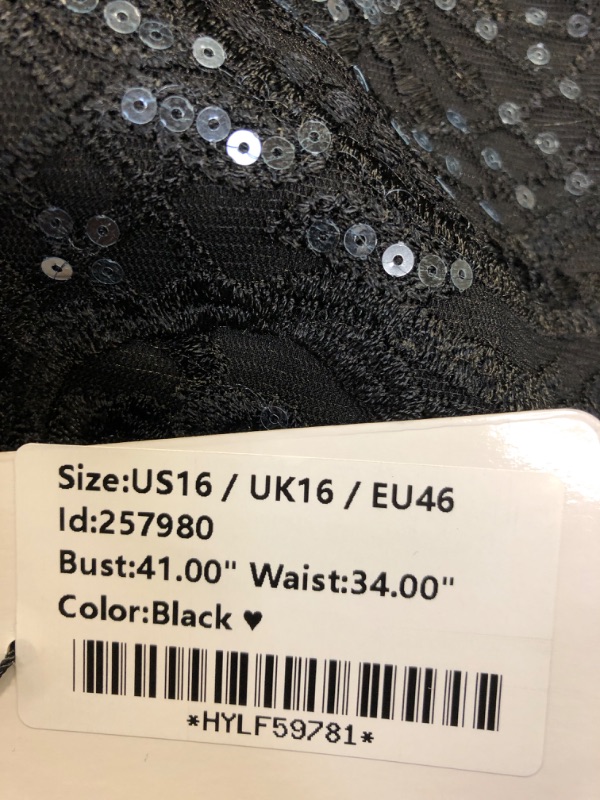 Size:US16 / UK16 / EU46
Id:257980
Bust:41.00" Waist:34.00"
Color:Black ♥
*HYLF59781*